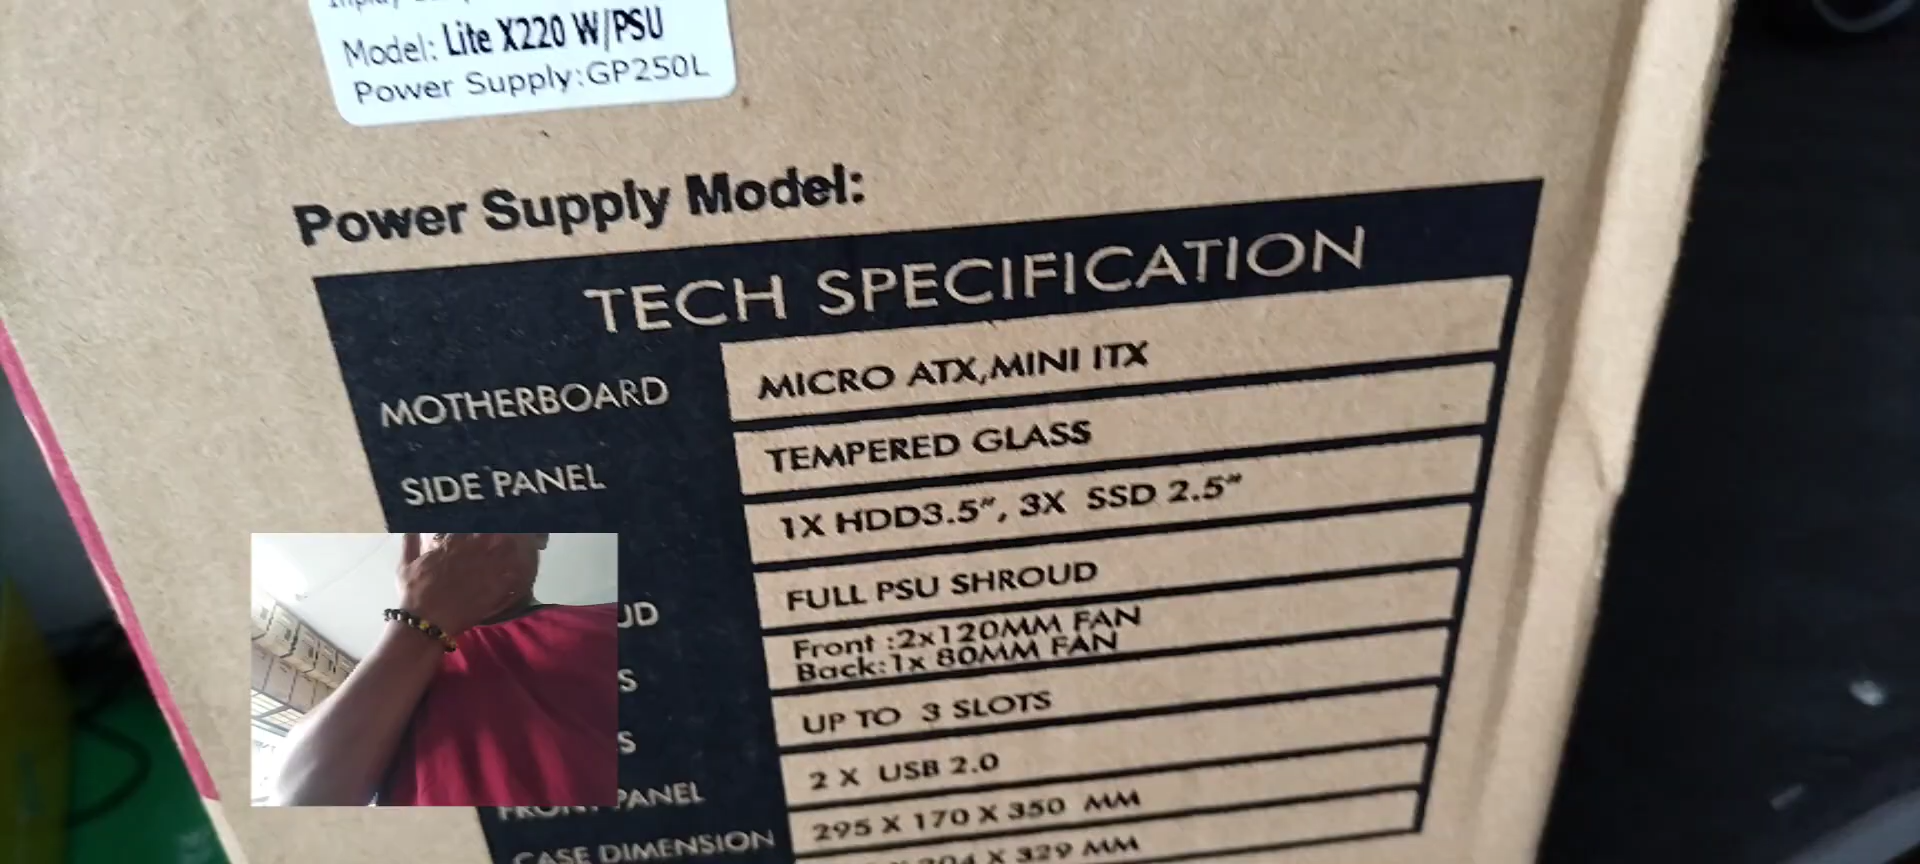 Model: Lite X220 W/PSU
Power Supply:GP250L
Power Supply Model:
TECH SPECIFICATION
MOTHERBOARD MICRO ATX,MINI ITX
SIDE PANEL TEMPERED GLASS
1X HDD3.5", 3X SSD 2.5"
FULL PSU SHROUD
Front :2x120MM FAN
Back:1x 80MM FAN
UP TO 3 SLOTS
PANEL 2 X USB 2.0
CASE DIMENSION 295 X 170 X 350 MM
X 329 MM